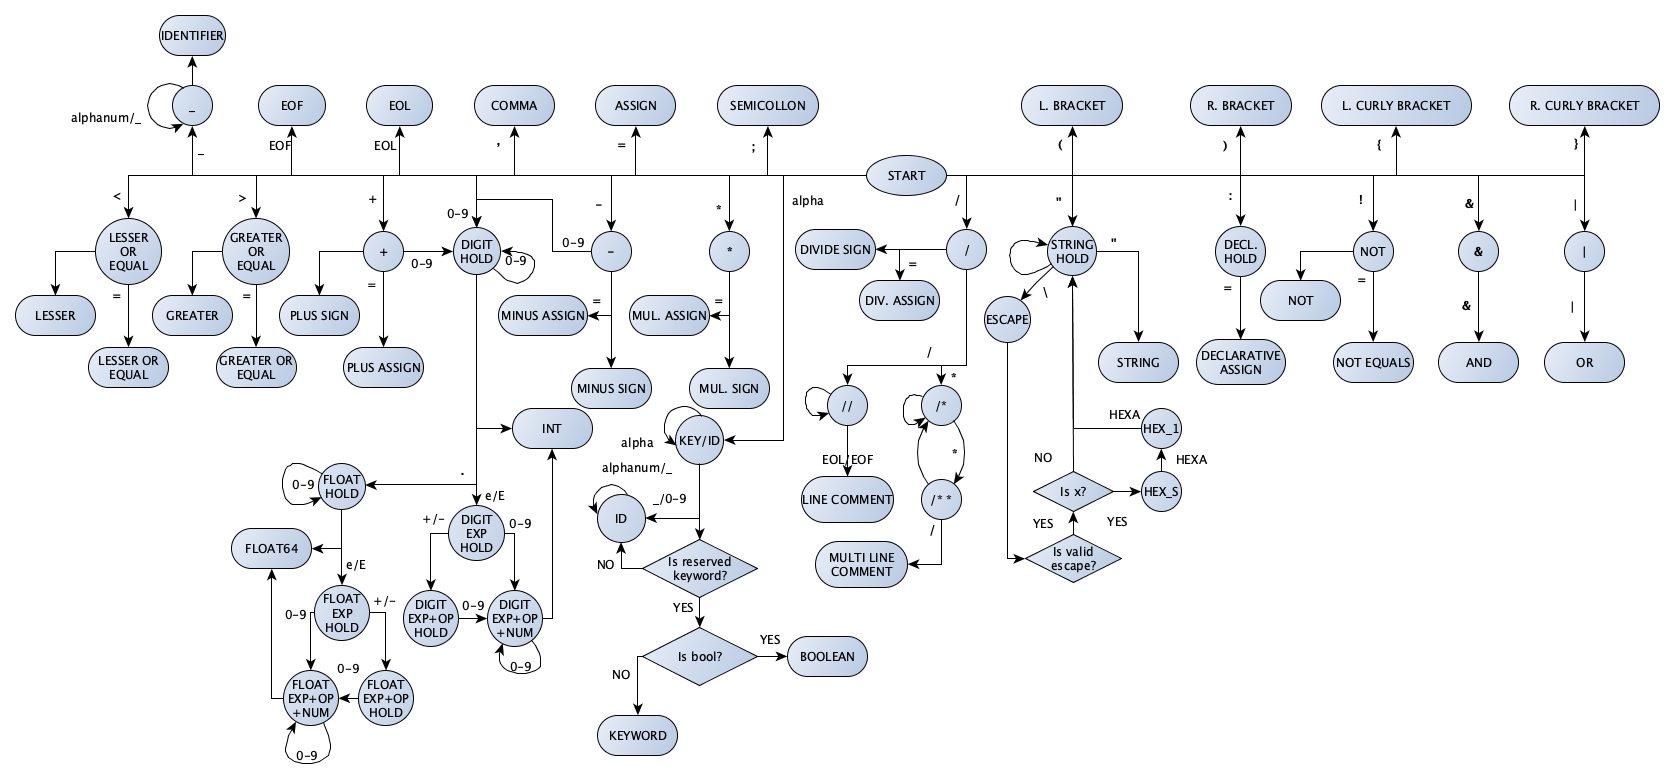 IDENTIFIER
_
alphanum/_
_
EOF
EOF
EOL
EOL
COMMA
,
ASSIGN
=
SEMICOLLON
;
L. BRACKET
(
R. BRACKET
)
L. CURLY BRACKET
{
R. CURLY BRACKET
}
START
<
LESSER
OR
EQUAL
=
LESSER
LESSER OR
EQUAL
>
GREATER
OR
EQUAL
=
GREATER
GREATER OR
EQUAL
+
+
0-9
=
PLUS SIGN
PLUS ASSIGN
0-9
DIGIT
HOLD
0-9
-
-
0-9
=
MINUS ASSIGN
MINUS SIGN
*
*
=
MUL. ASSIGN
MUL. SIGN
alpha
/
/
DIVIDE SIGN
=
DIV. ASSIGN
"
STRING
HOLD
"
\
ESCAPE
STRING
:
DECL.
HOLD
=
DECLARATIVE
ASSIGN
!
NOT
=
NOT
NOT EQUALS
&
&
&
AND
|
|
|
OR
/
*
//
/*
EOL/EOF
*
LINE COMMENT
/**
/
MULTI LINE
COMMENT
HEXA
HEX_1
HEXA
HEX_S
NO
Is x?
YES
YES
Is valid
escape?
INT
.
FLOAT
HOLD
0-9
e/E
+/-
DIGIT
EXP
HOLD
0-9
FLOAT64
e/E
FLOAT
EXP
HOLD
0-9
+/-
DIGIT
EXP+OP
HOLD
0-9
DIGIT
EXP+OP
+NUM
0-9
FLOAT
EXP+OP
+NUM
0-9
FLOAT
EXP+OP
HOLD
0-9
alpha
KEY/ID
alphanum/_
_/0-9
ID
NO
Is reserved
keyword?
YES
Is bool?
YES
BOOLEAN
NO
KEYWORD